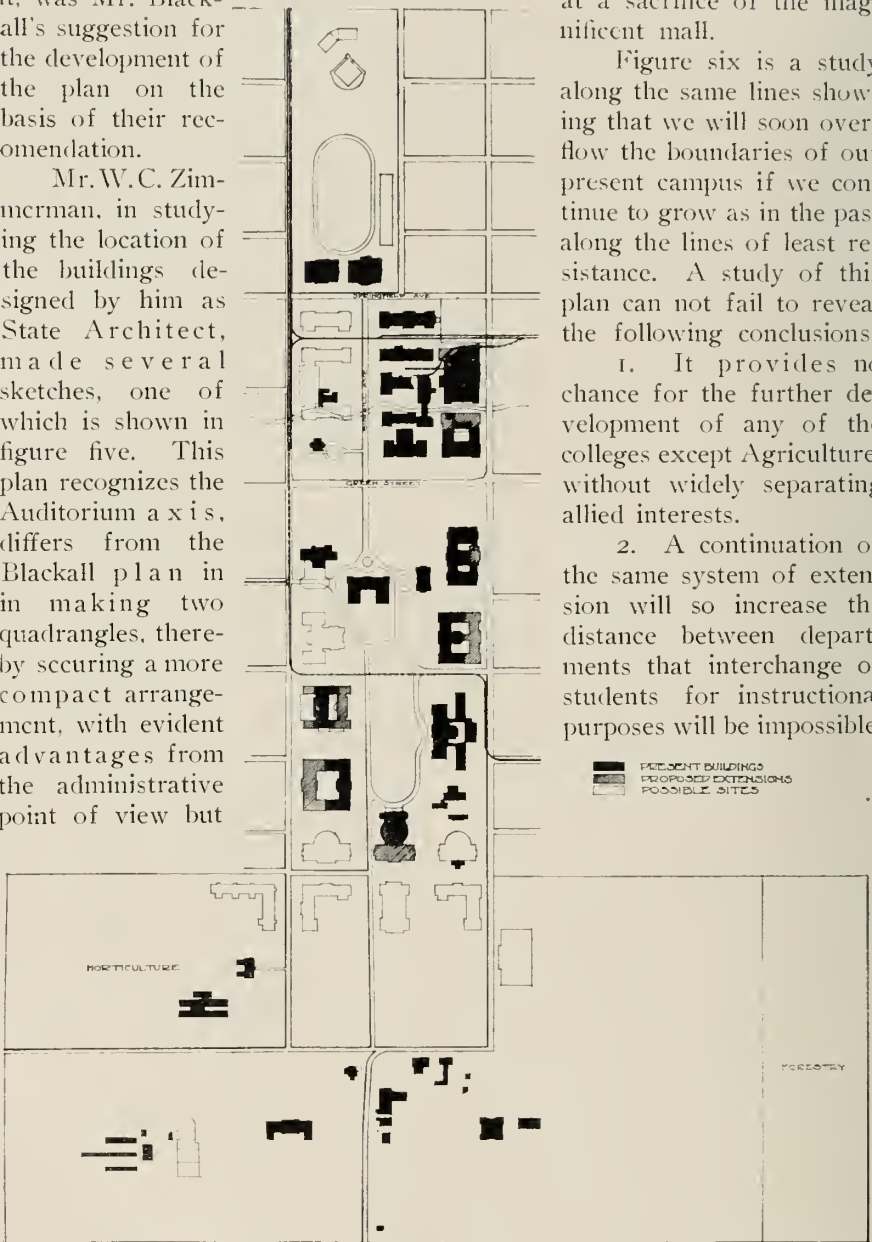 it, was Mr. Black-
all's suggestion for
the development of
the plan on the
basis of their rec-
omendation.
Mr. W. C. Zim-
merman, in study-
ing the location of
the buildings de-
signed by him as
State Architect,
made several
sketches, one of
which is shown in
figure five. This
plan recognizes the
Auditorium axis,
differs from the
Blackall plan in
in making two
quadrangles, there-
by securing a more
compact arrange-
ment, with evident
advantages from
the administrative
point of view but
at a sacrifice of the mag
nificent mall.
Figure six is a study
along the same lines show
ing that we will soon over
flow the boundaries of ou
present campus if we con
tinue to grow as in the pas
along the lines of least re
sistance. A study of thi
plan can not fail to revea
the following conclusions
1. It provides no
chance for the further de
velopment of any of the
colleges except Agriculture
without widely separating
allied interests.
2. A continuation o
the same system of exten
sion will so increase th
distance between depart
ments that interchange o
students for instructiona
purposes will be impossible
PRESENT BUILDINGS
PROPOSED EXTENSIONS
POSSIBLE SITES
SPRINGFIELD AVE.
GREEN STREET
HORTICULTURE
FORESTRY